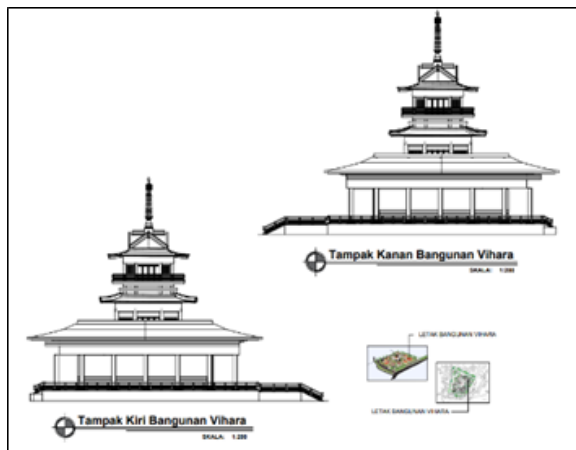 Tampak Kanan Bangunan Vihara
SKALA: 1:200
LETAK BANGUNAN VIHARA
LETAK BANGUNAN VIHARA
Tampak Kiri Bangunan Vihara
SKALA: 1:200